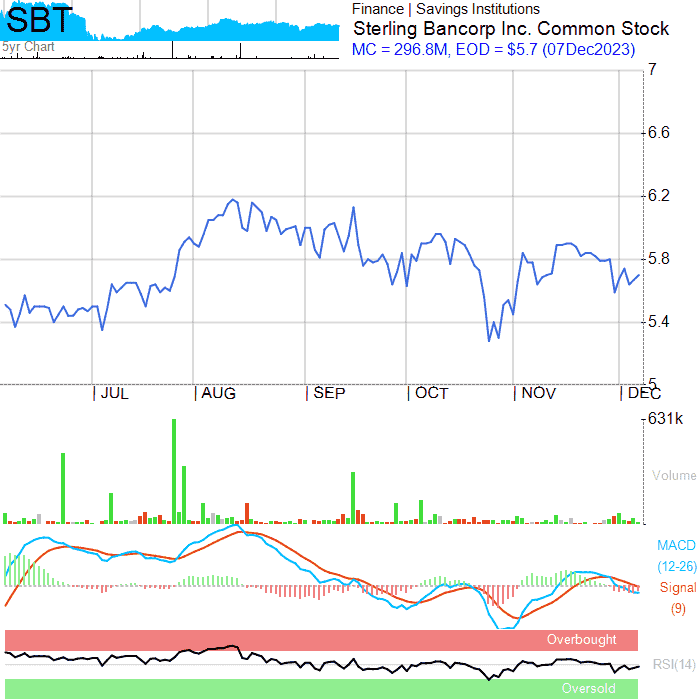 SBT
5yr Chart
Finance | Savings Institutions
Sterling Bancorp Inc. Common Stock
MC = 296.8M, EOD = $5.7 (07Dec2023)
7
6.6
6.2
5.8
5.4
5
JUL AUG SEP OCT NOV DEC
631k
Volume
MACD
(12-26)
Signal
(9)
Overbought
RSI(14)
Oversold